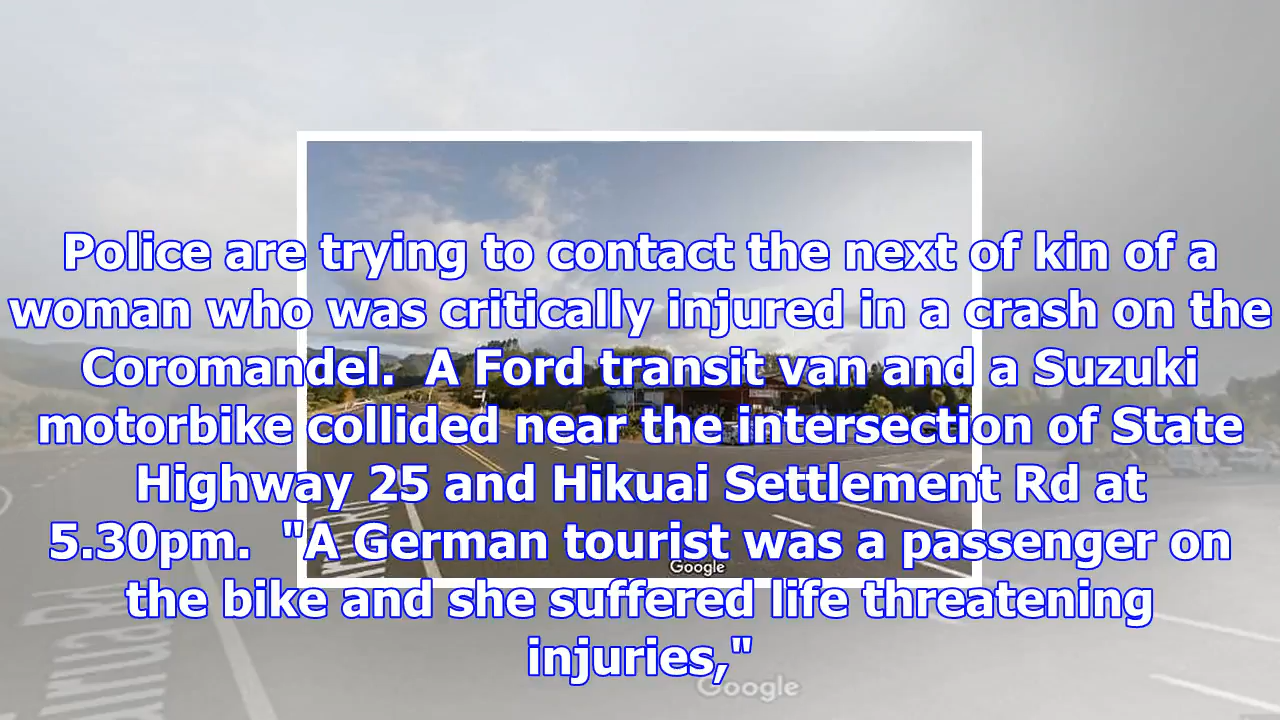 Police are trying to contact the next of kin of a
woman who was critically injured in a crash on the
Coromandel.  A Ford transit van and a Suzuki
motorbike collided near the intersection of State
Highway 25 and Hikuai Settlement Rd at
5.30pm.  "A German tourist was a passenger on
the bike and she suffered life threatening
injuries,"
Google
Google